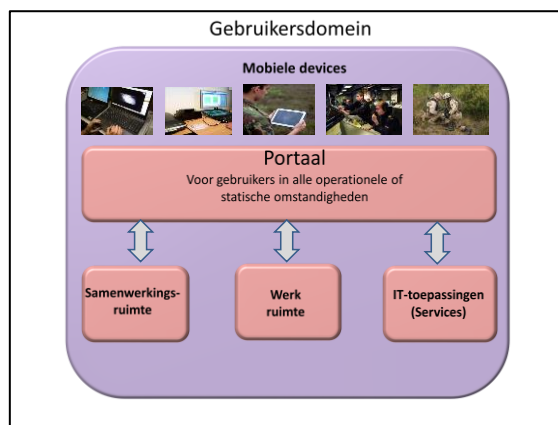 Gebruikersdomein
Mobiele devices
Portaal
Voor gebruikers in alle operationele of
statische omstandigheden
Samenwerkings-
ruimte
Werk
ruimte
IT-toepassingen
(Services)